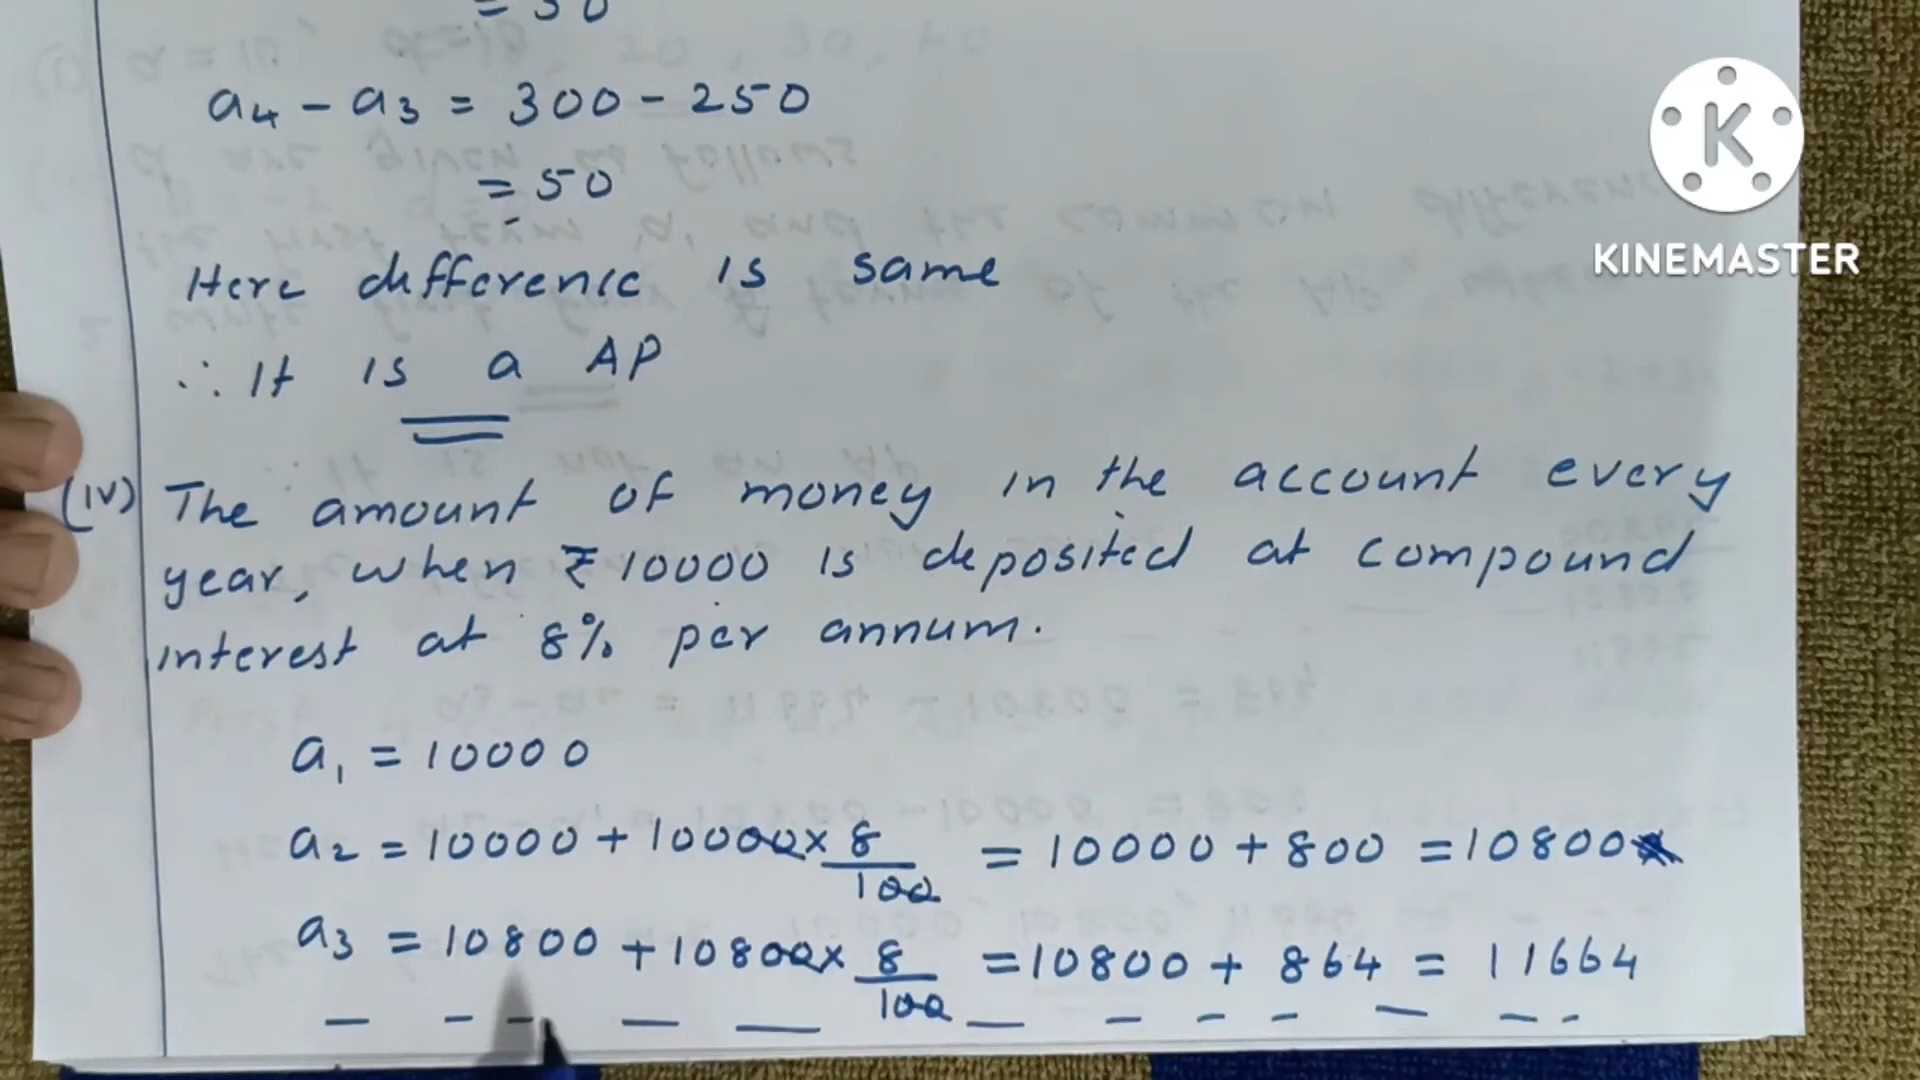 = 50
a4 - a3 = 300 - 250
= 50
Here difference is same
∴ It is a AP
(iv) The amount of money in the account every
year, when ₹ 10000 is deposited at compound
interest at 8% per annum.
a1 = 10000
a2 = 10000 + 10000 × 8/100 = 10000 + 800 = 10800
a3 = 10800 + 10800 × 8/100 = 10800 + 864 = 11664
K
KINEMASTER